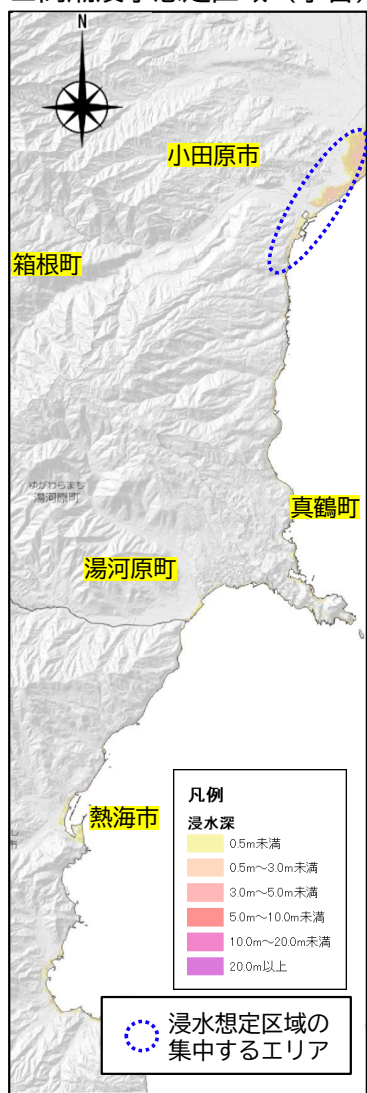 N
小田原市
箱根町
ゆがわらまち
湯河原町
真鶴町
湯河原町
熱海市
凡例
浸水深
0.5m未満
0.5m～3.0m未満
3.0m～5.0m未満
5.0m～10.0m未満
10.0m～20.0m未満
20.0m以上
浸水想定区域の
集中するエリア